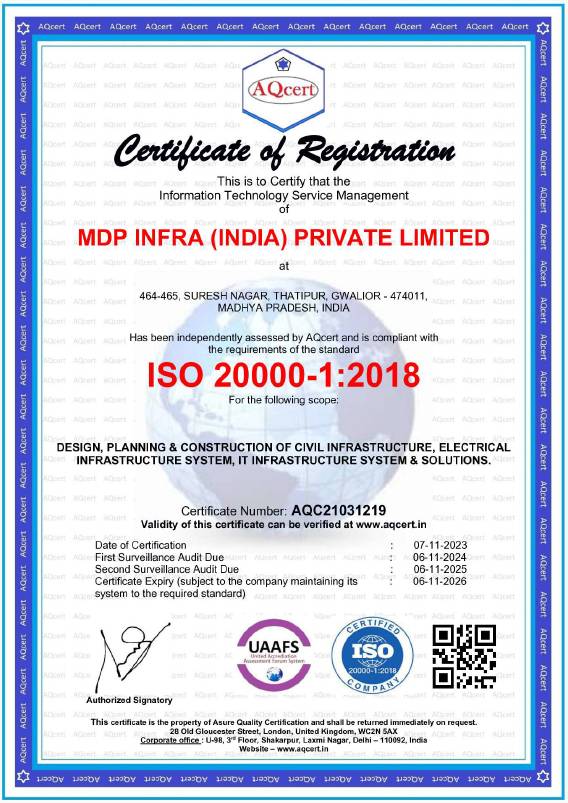 AQcert
Certificate of Registration
This is to Certify that the
Information Technology Service Management
of
MDP INFRA (INDIA) PRIVATE LIMITED
at
464-465, SURESH NAGAR, THATIPUR, GWALIOR - 474011,
MADHYA PRADESH, INDIA
Has been independently assessed by AQcert and is compliant with
the requirements of the standard
ISO 20000-1:2018
For the following scope:
DESIGN, PLANNING & CONSTRUCTION OF CIVIL INFRASTRUCTURE, ELECTRICAL
INFRASTRUCTURE SYSTEM, IT INFRASTRUCTURE SYSTEM & SOLUTIONS.
Certificate Number: AQC21031219
Validity of this certificate can be verified at www.aqcert.in
Date of Certification : 07-11-2023
First Surveillance Audit Due : 06-11-2024
Second Surveillance Audit Due : 06-11-2025
Certificate Expiry (subject to the company maintaining its : 06-11-2026
system to the required standard)
Authorized Signatory
UAAFS
United Accreditation
Assessment Forum System
CERTIFIED
ISO
20000-1:2018
COMPANY
This certificate is the property of Assure Quality Certification and shall be returned immediately on request.
28 Old Gloucester Street, London, United Kingdom, WC2N 5AX
Corporate office : U-98, 3rd Floor, Shakarpur, Laxmi Nagar, Delhi – 110092, India
Website – www.aqcert.in